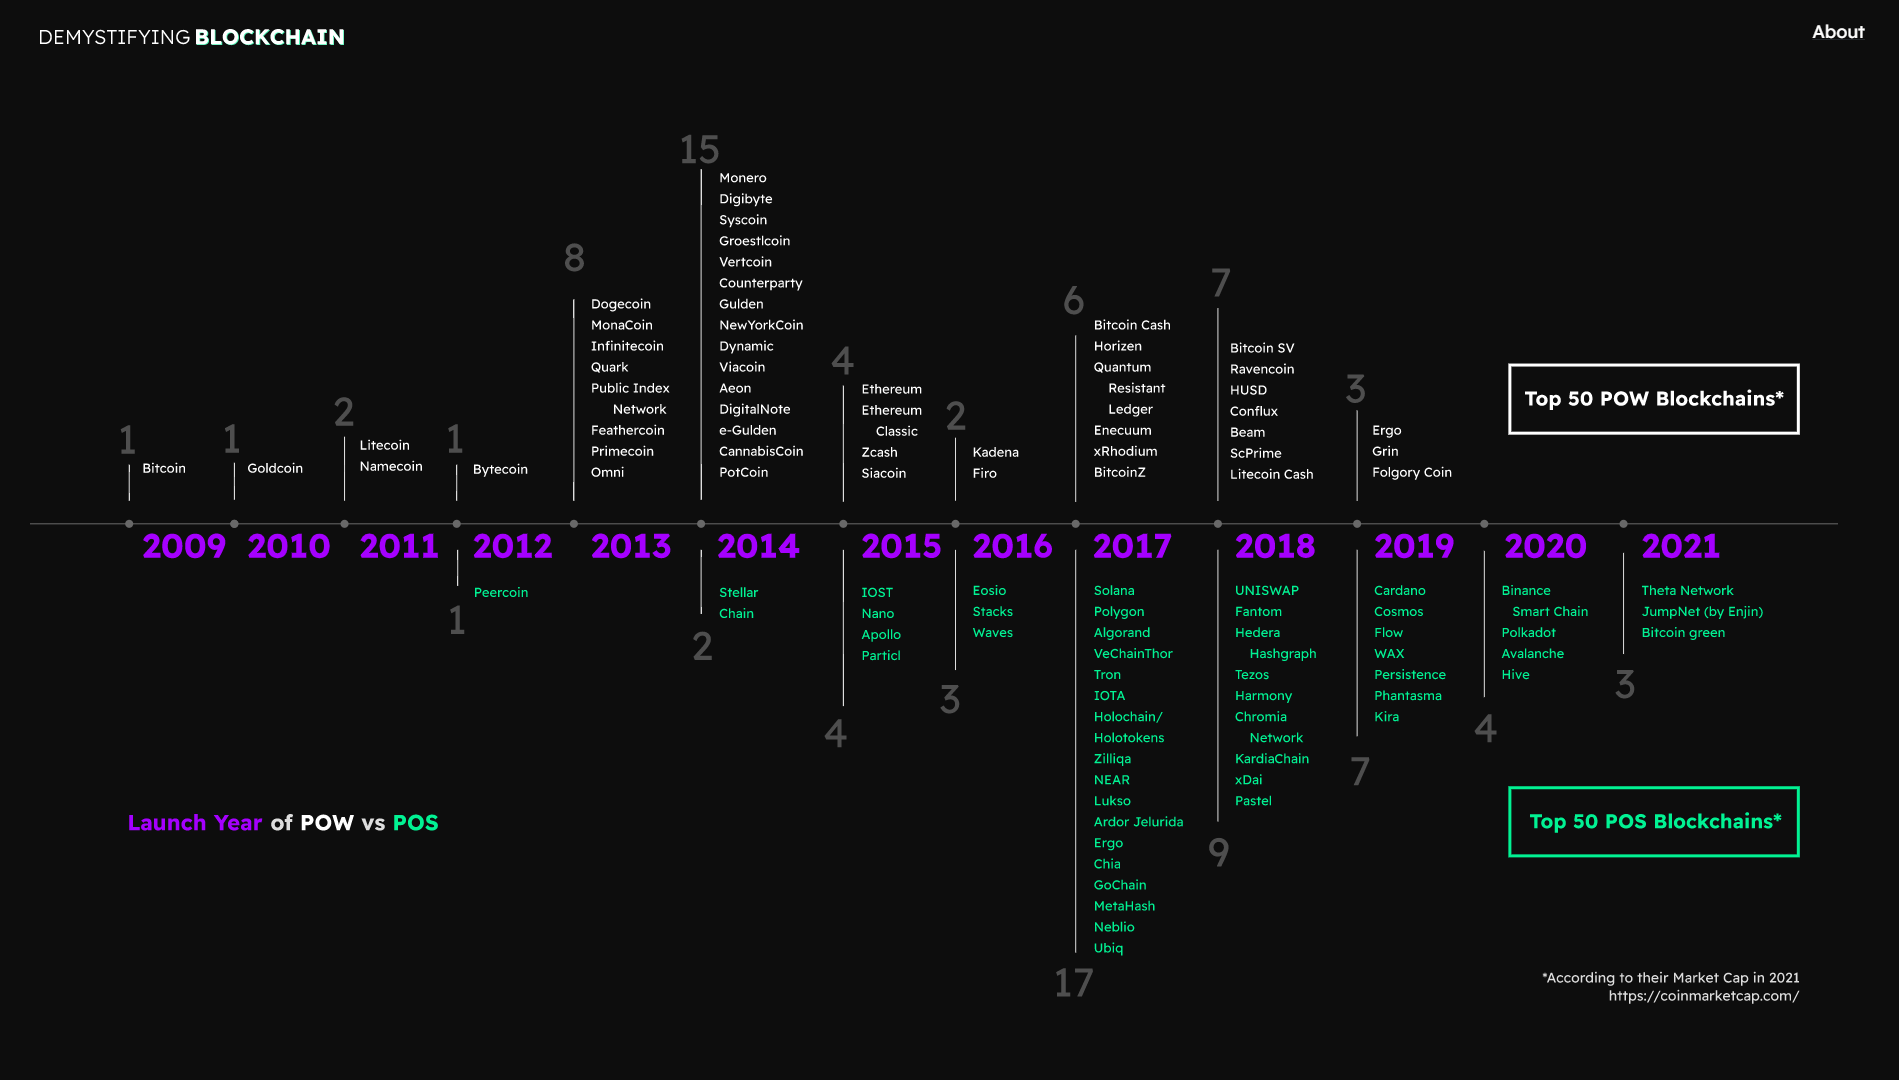 DEMYSTIFYING BLOCKCHAIN
About
1
Bitcoin
1
Goldcoin
2
Litecoin
Namecoin
1
Bytecoin
8
Dogecoin
MonaCoin
Infinitecoin
Quark
Public Index
Network
Feathercoin
Primecoin
Omni
15
Monero
Digibyte
Syscoin
Groestlcoin
Vertcoin
Counterparty
Gulden
NewYorkCoin
Dynamic
Viacoin
Aeon
DigitalNote
e-Gulden
CannabisCoin
PotCoin
4
Ethereum
Ethereum
Classic
Zcash
Siacoin
2
Kadena
Firo
6
Bitcoin Cash
Horizen
Quantum
Resistant
Ledger
Enecuum
xRhodium
BitcoinZ
7
Bitcoin SV
Ravencoin
HUSD
Conflux
Beam
ScPrime
Litecoin Cash
3
Ergo
Grin
Folgory Coin
Top 50 POW Blockchains*
2009
2010
2011
2012
2013
2014
2015
2016
2017
2018
2019
2020
2021
Peercoin
1
Stellar
Chain
2
IOST
Nano
Apollo
Particl
4
Eosio
Stacks
Waves
3
Solana
Polygon
Algorand
VeChainThor
Tron
IOTA
Holochain/
Holotokens
Zilliqa
NEAR
Lukso
Ardor Jelurida
Ergo
Chia
GoChain
MetaHash
Neblio
Ubiq
17
UNISWAP
Fantom
Hedera
Hashgraph
Tezos
Harmony
Chromia
Network
KardiaChain
xDai
Pastel
9
Cardano
Cosmos
Flow
WAX
Persistence
Phantasma
Kira
7
Binance
Smart Chain
Polkadot
Avalanche
Hive
4
Theta Network
JumpNet (by Enjin)
Bitcoin green
3
Launch Year of POW vs POS
Top 50 POS Blockchains*
*According to their Market Cap in 2021
https://coinmarketcap.com/